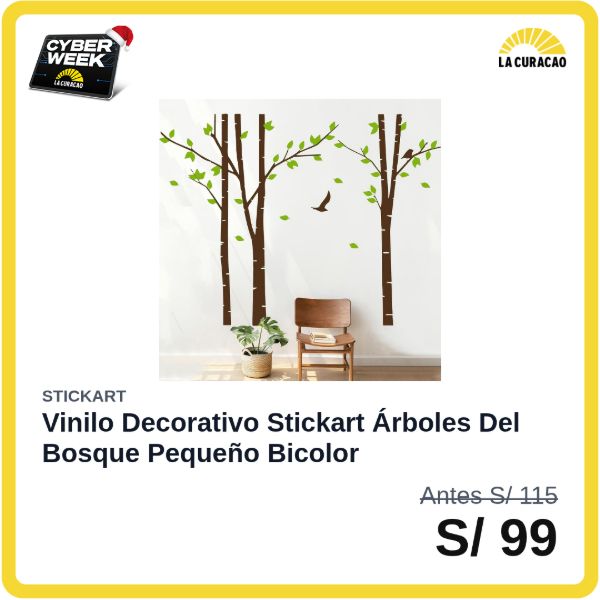 CYBER
WEEK
LA CURACAO
LA CURACAO
STICKART
Vinilo Decorativo Stickart Árboles Del
Bosque Pequeño Bicolor
Antes S/ 115
S/ 99